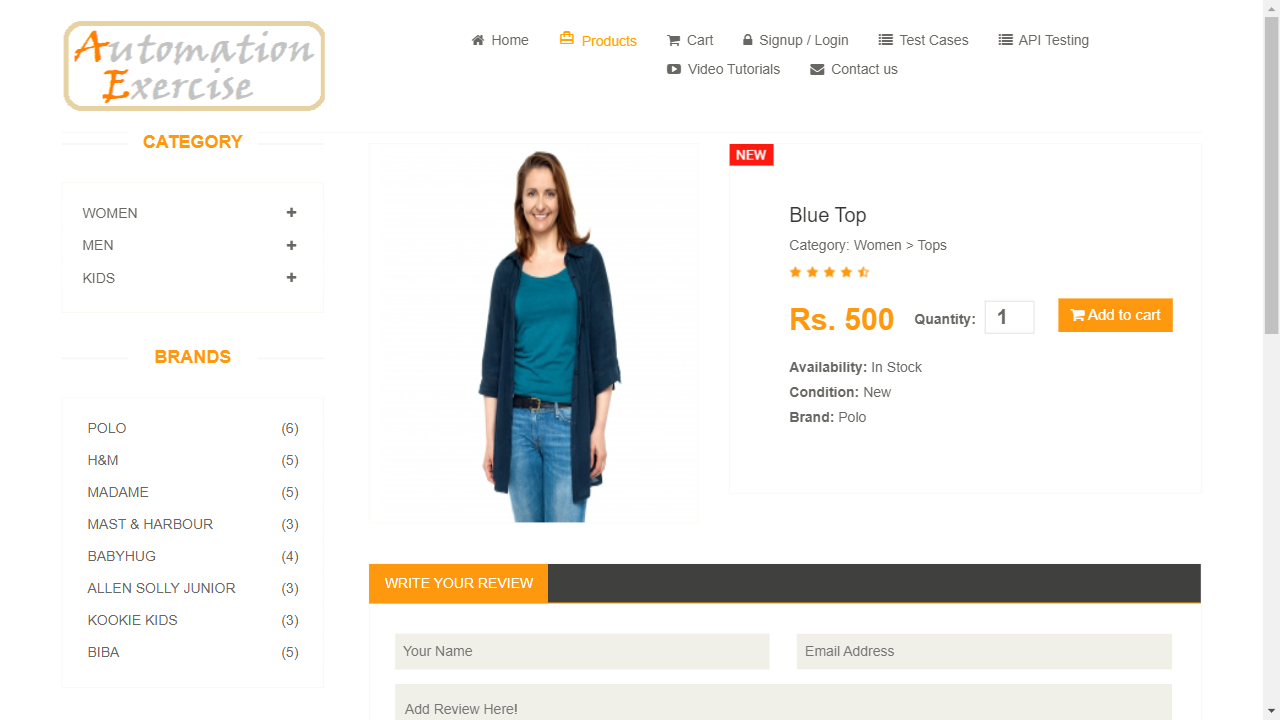 Automation
Exercise
Home
Products
Cart
Signup / Login
Test Cases
API Testing
Video Tutorials
Contact us
CATEGORY
WOMEN
MEN
KIDS
BRANDS
POLO (6)
H&M (5)
MADAME (5)
MAST & HARBOUR (3)
BABYHUG (4)
ALLEN SOLLY JUNIOR (3)
KOOKIE KIDS (3)
BIBA (5)
NEW
Blue Top
Category: Women > Tops
Rs. 500 Quantity: 1 Add to cart
Availability: In Stock
Condition: New
Brand: Polo
WRITE YOUR REVIEW
Your Name
Email Address
Add Review Here!